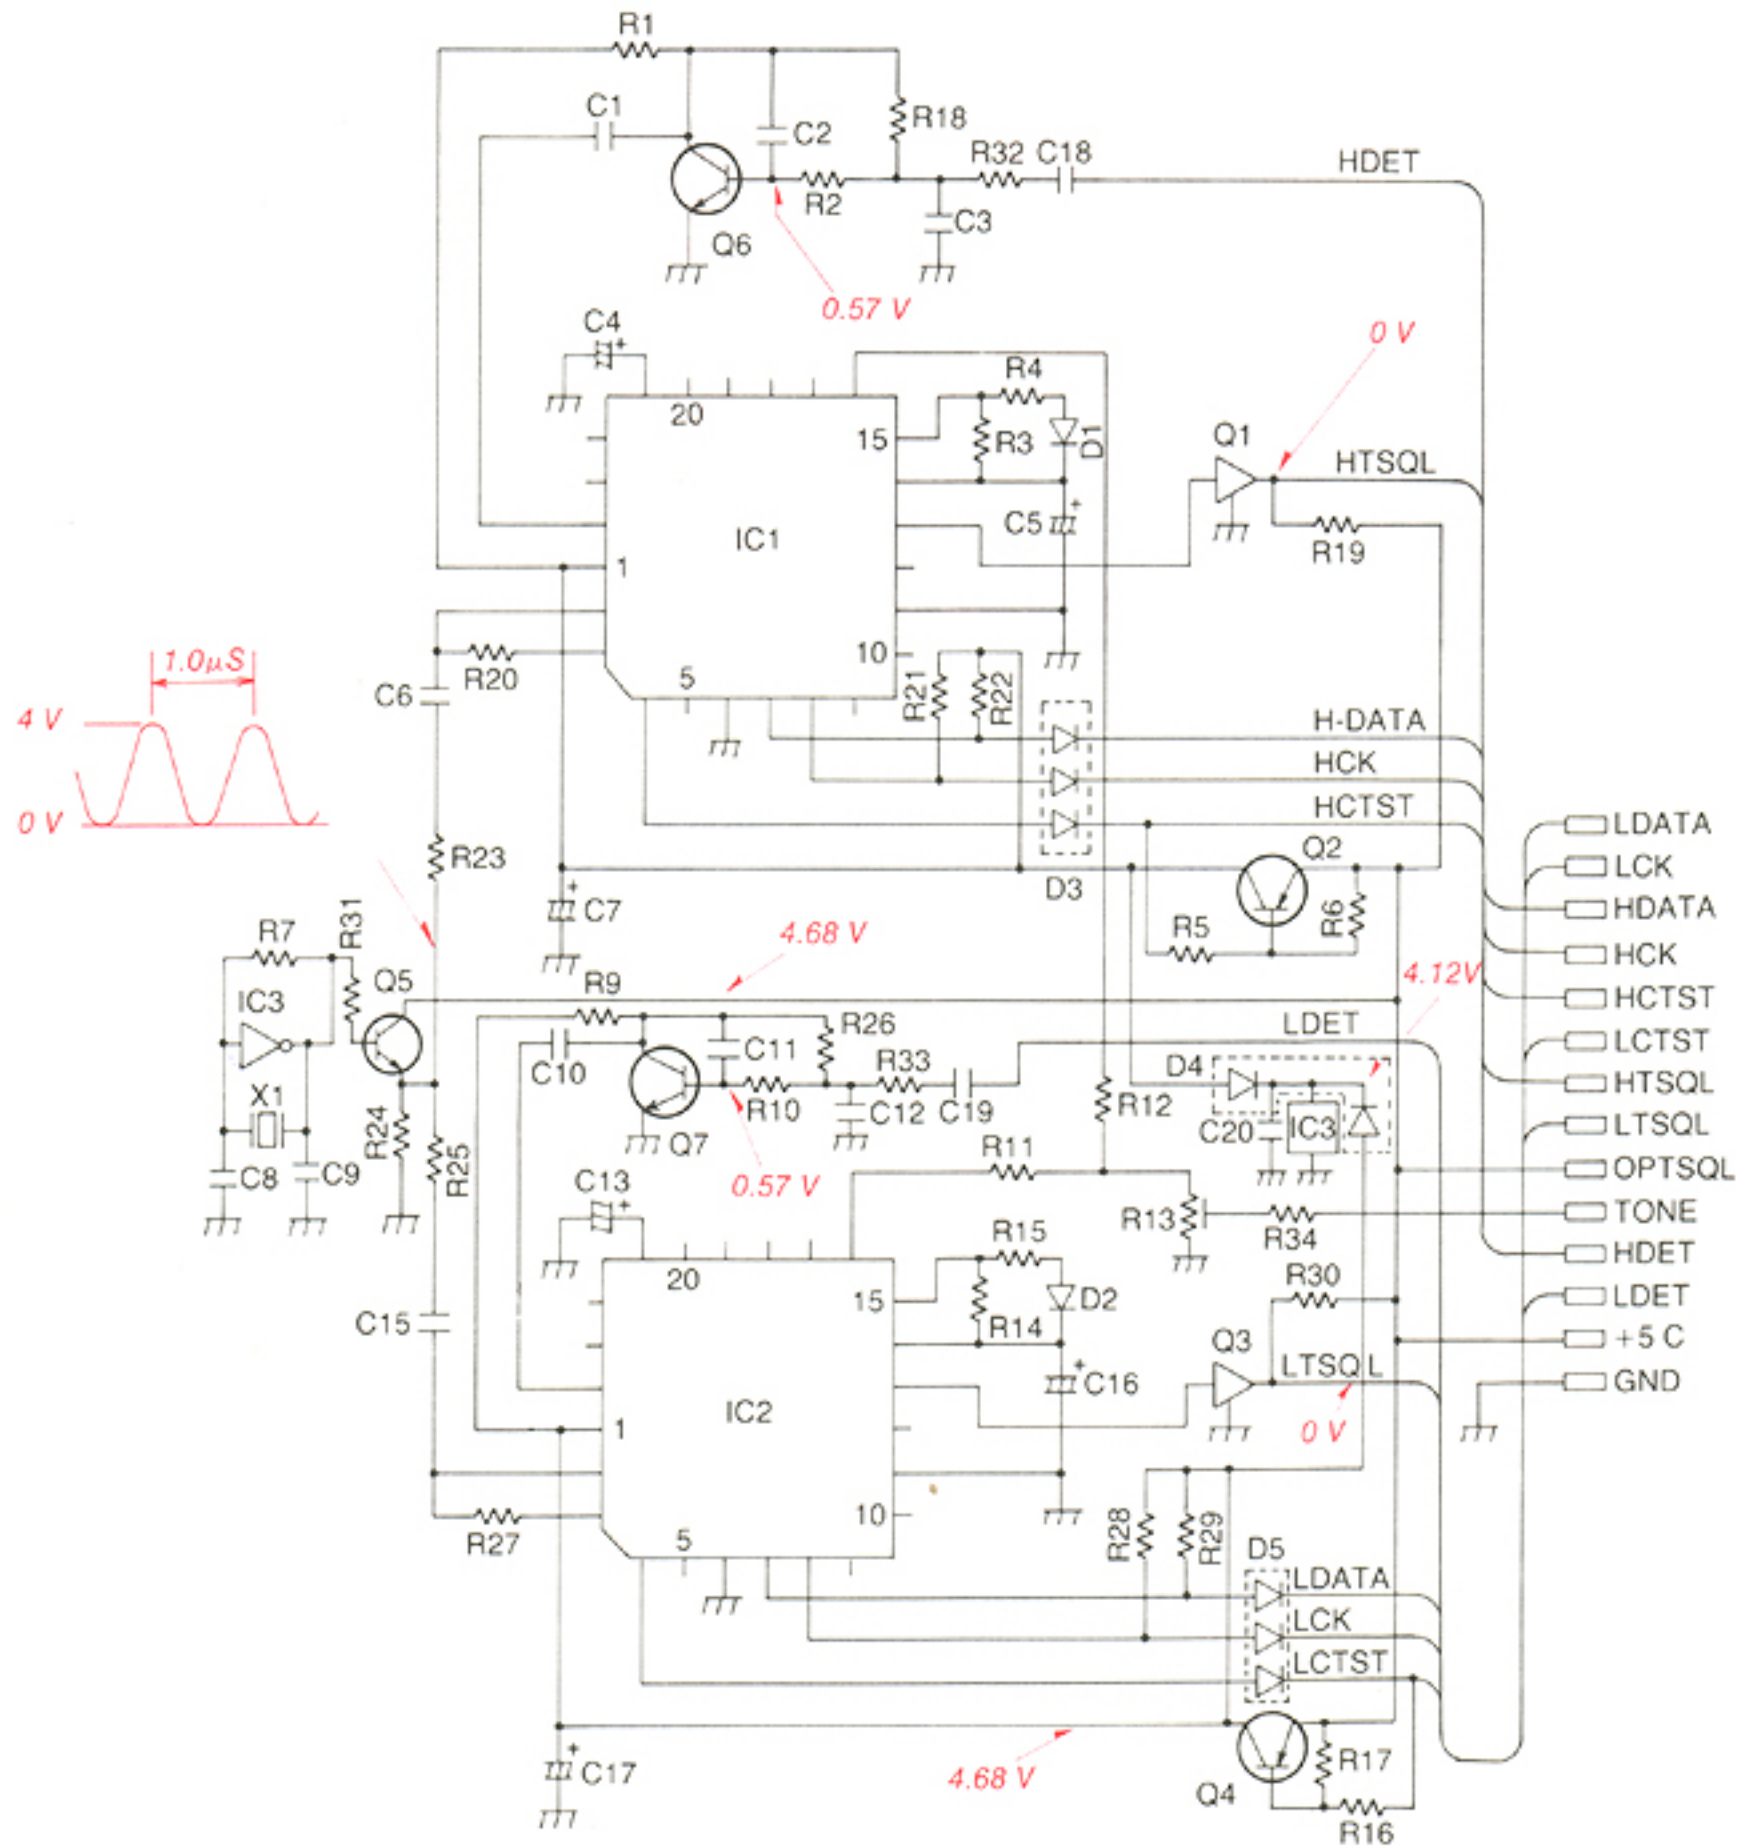 R1
C1
C2
R18
R32 C18
HDET
R2
C3
Q6
0.57 V
C4
0 V
R4
20
15
R3
D1
Q1
HTSQL
IC1
C5
R19
1
1.0µS
10
R20
5
R21
R22
C6
4 V
H-DATA
HCK
0 V
HCTST
LDATA
R23
Q2
LCK
D3
C7
HDATA
R31
R7
4.68 V
R5
R6
HCK
4.12V
Q5
R9
HCTST
IC3
R26
LDET
C10
C11
R33
D4
LCTST
HTSQL
X1
R10
C12
C19
R12
C20
IC3
LTSQL
R24
Q7
R11
C8
C9
R25
C13
0.57 V
OPTSQL
R13
R34
TONE
R15
HDET
20
15
D2
R30
LDET
C15
R14
Q3
+5 C
LTSQL
C16
GND
IC2
1
0 V
10
R27
5
R28
R29
D5
LDATA
LCK
LCTST
C17
4.68 V
R17
Q4
R16